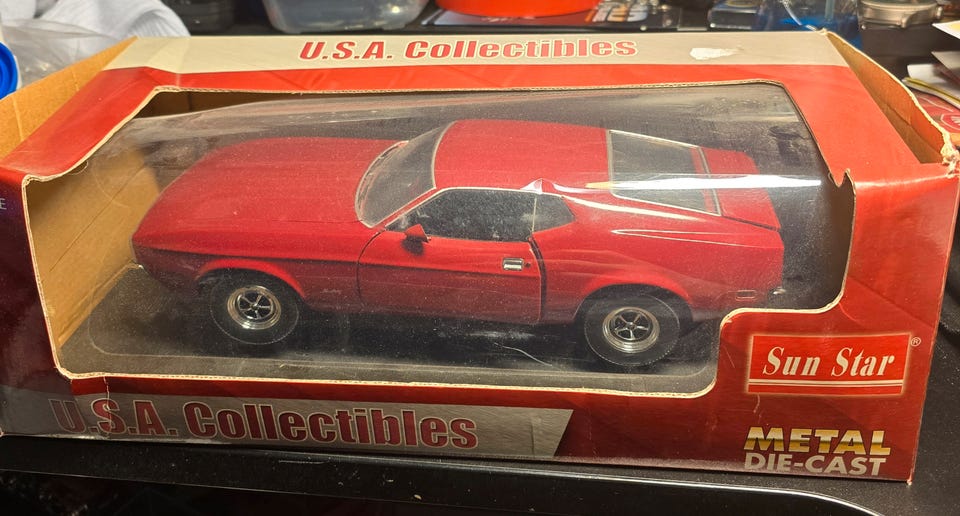 U.S.A. Collectibles
E
Sun Star®
U.S.A. Collectibles
METAL
DIE-CAST